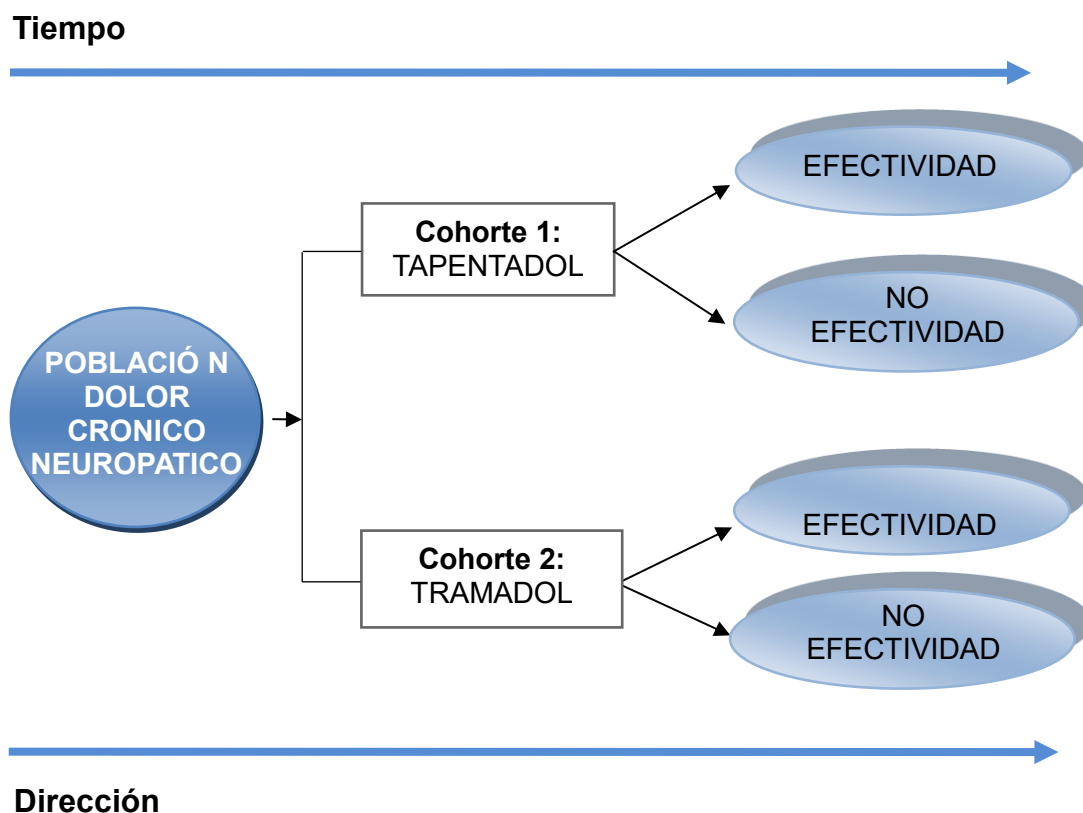 Tiempo
EFECTIVIDAD
Cohorte 1:
TAPENTADOL
NO
EFECTIVIDAD
POBLACIÓ N
DOLOR
CRONICO
NEUROPATICO
EFECTIVIDAD
Cohorte 2:
TRAMADOL
NO
EFECTIVIDAD
Dirección